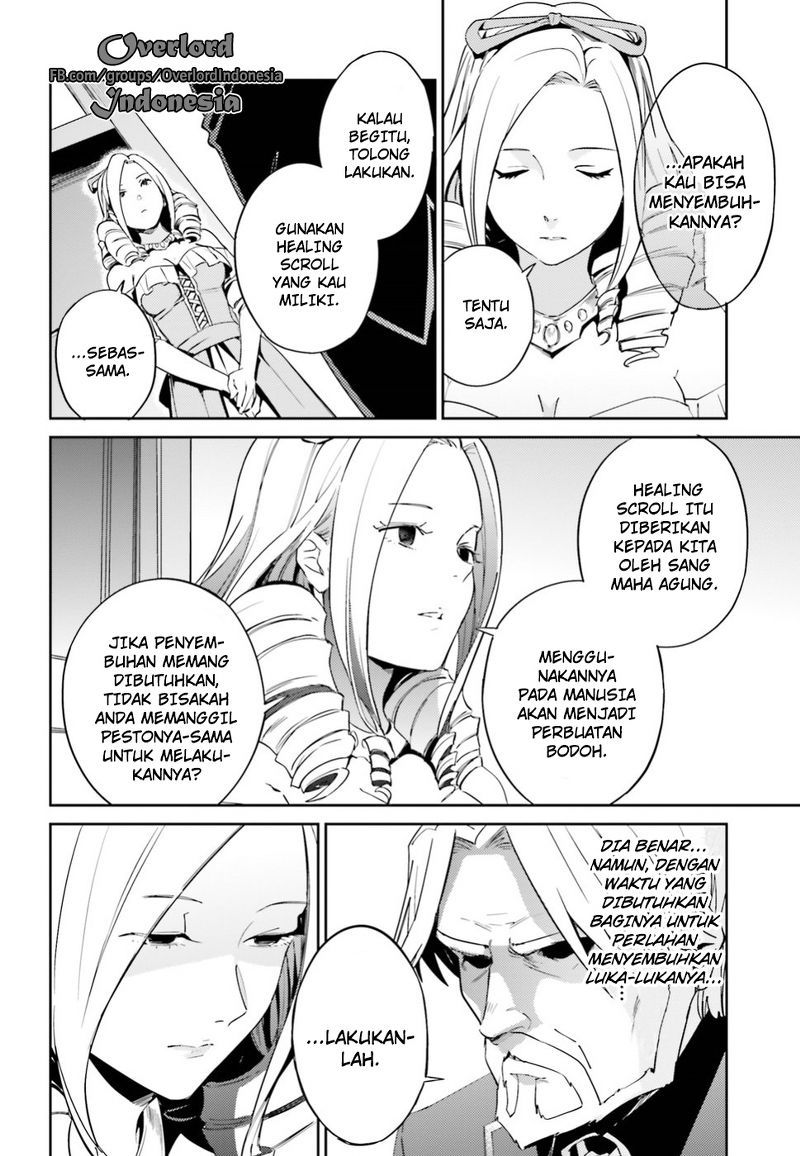 Overlord
FB.com/groups/OverlordIndonesia
Indonesia
...APAKAH
KAU BISA
MENYEMBUH-
KANNYA?
TENTU
SAJA.
KALAU
BEGITU,
TOLONG
LAKUKAN.
GUNAKAN
HEALING
SCROLL
YANG KAU
MILIKI.
...SEBAS-
SAMA.
HEALING
SCROLL ITU
DIBERIKAN
KEPADA KITA
OLEH SANG
MAHA AGUNG.
MENGGU-
NAKANNYA
PADA MANUSIA
AKAN MENJADI
PERBUATAN
BODOH.
JIKA PENYEM-
BUHAN MEMANG
DIBUTUHKAN,
TIDAK BISAKAH
ANDA MEMANGGIL
PESTONYA-SAMA
UNTUK MELAKU-
KANNYA?
DIA BENAR...
NAMUN, DENGAN
WAKTU YANG
DIBUTUHKAN
BAGINYA UNTUK
PERLAHAN
MENYEMBUHKAN
LUKA-LUKANYA...
...
...LAKUKAN-
LAH.